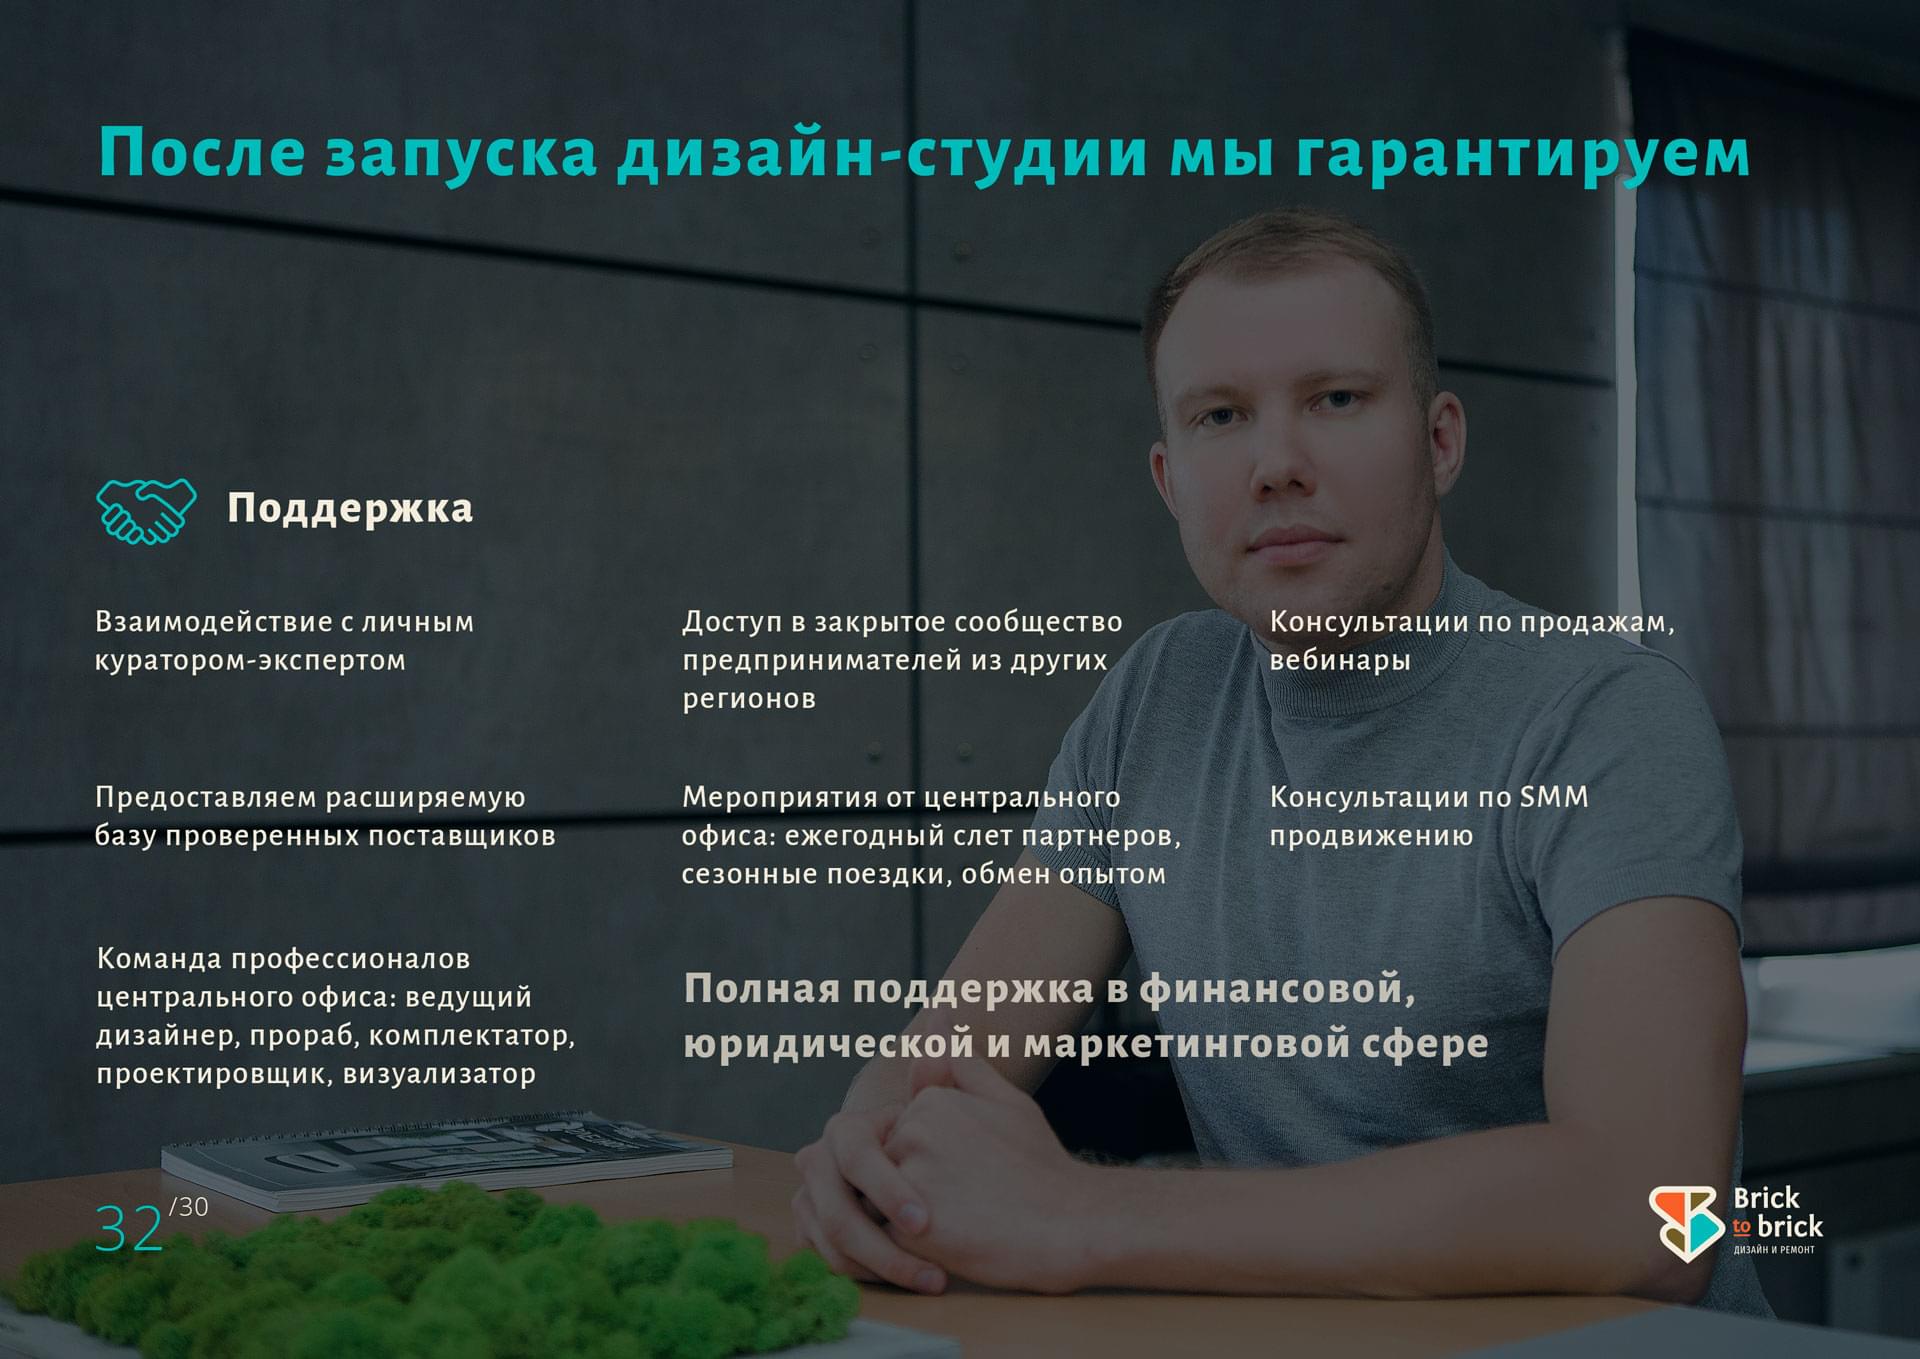 После запуска дизайн-студии мы гарантируем
Поддержка
Взаимодействие с личным
куратором-экспертом
Доступ в закрытое сообщество
предпринимателей из других
регионов
Консультации по продажам,
вебинары
Предоставляем расширяемую
базу проверенных поставщиков
Мероприятия от центрального
офиса: ежегодный слет партнеров,
сезонные поездки, обмен опытом
Консультации по SMM
продвижению
Команда профессионалов
центрального офиса: ведущий
дизайнер, прораб, комплектатор,
проектировщик, визуализатор
Полная поддержка в финансовой,
юридической и маркетинговой сфере
32/30
Brick
to brick
ДИЗАЙН И РЕМОНТ